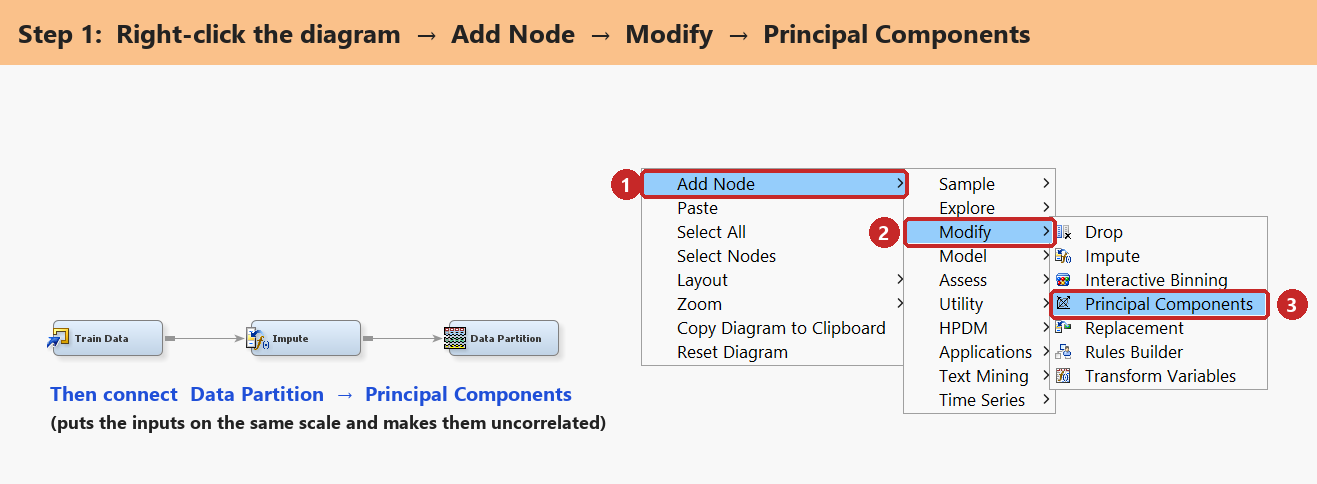 Step 1: Right-click the diagram → Add Node → Modify → Principal Components
1 Add Node
Paste
Select All
Select Nodes
Layout
Zoom
Copy Diagram to Clipboard
Reset Diagram
Sample
Explore
2 Modify
Model
Assess
Utility
HPDM
Applications
Text Mining
Time Series
Drop
Impute
Interactive Binning
Principal Components 3
Replacement
Rules Builder
Transform Variables
Train Data
Impute
Data Partition
Then connect Data Partition → Principal Components
(puts the inputs on the same scale and makes them uncorrelated)